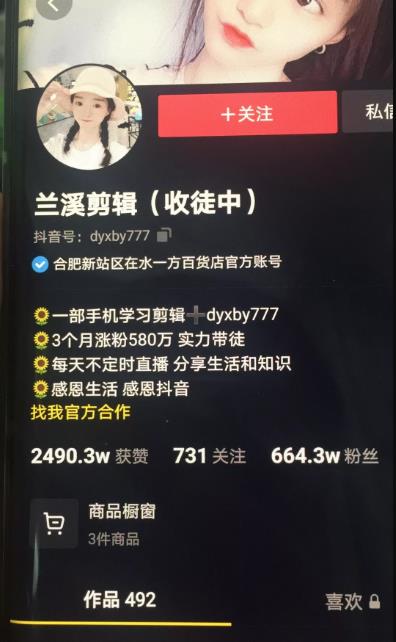 +关注
私信
兰溪剪辑（收徒中）
抖音号：dyxby777
合肥新站区在水一方百货店官方账号
🌻一部手机学习剪辑➕dyxby777
🌻3个月涨粉580万 实力带徒
🌻每天不定时直播 分享生活和知识
🌻感恩生活 感恩抖音
找我官方合作
2490.3w 获赞 731 关注 664.3w 粉丝
商品橱窗
3件商品
作品 492 喜欢